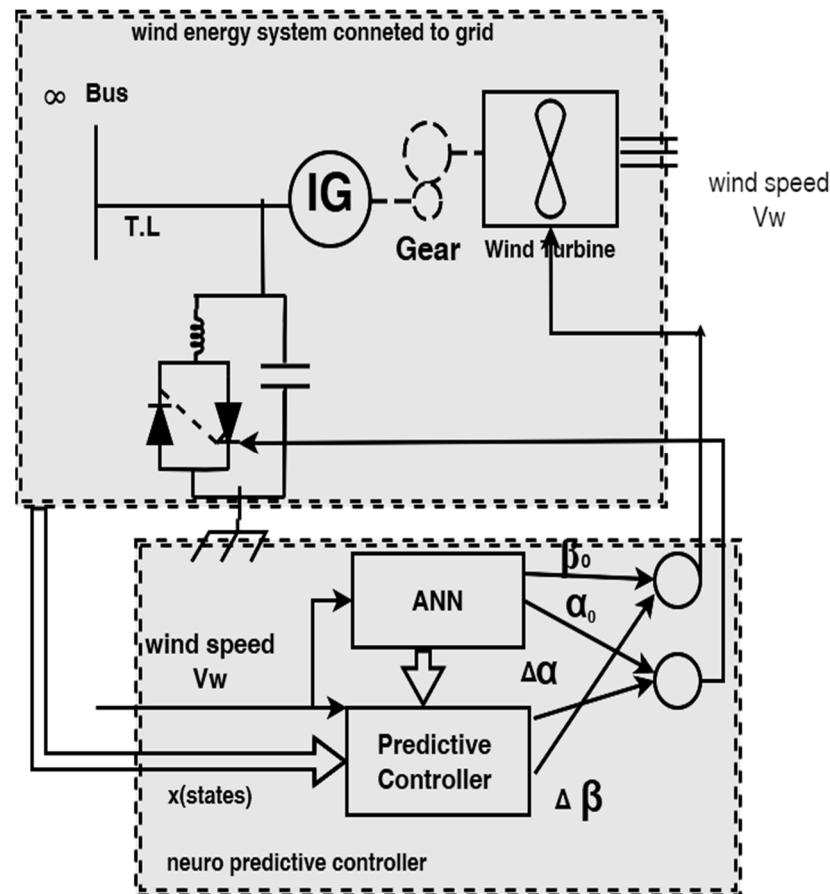 wind energy system conneted to grid
∞ Bus
T.L
IG
Gear
Wind Turbine
wind speed
Vw
β₀
ANN
α₀
wind speed
Vw
Δα
Predictive
Controller
Δ β
x(states)
neuro predictive controller